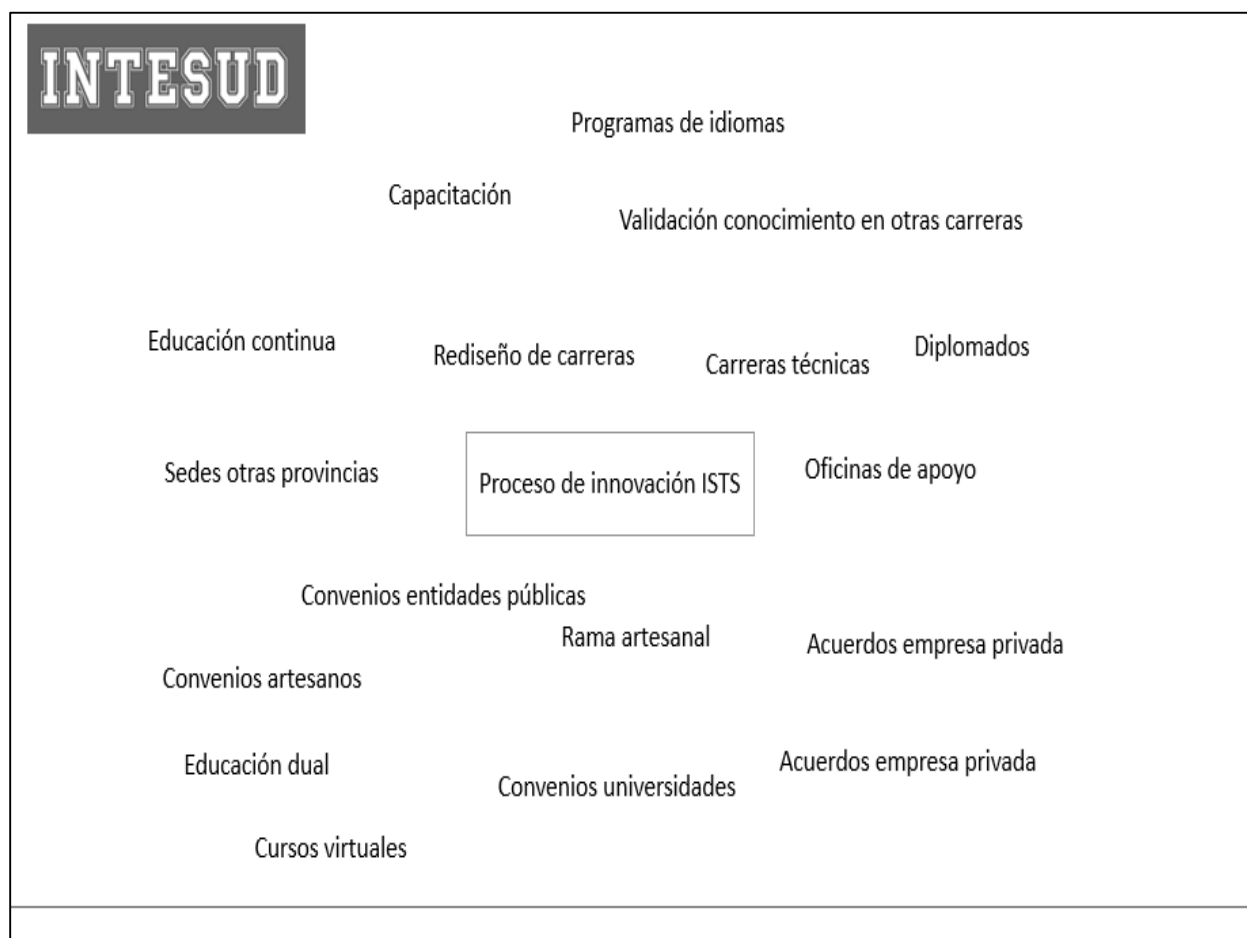 INTESUD
Programas de idiomas
Capacitación
Validación conocimiento en otras carreras
Educación continua
Rediseño de carreras
Carreras técnicas
Diplomados
Sedes otras provincias
Proceso de innovación ISTS
Oficinas de apoyo
Convenios entidades públicas
Rama artesanal
Acuerdos empresa privada
Convenios artesanos
Educación dual
Convenios universidades
Acuerdos empresa privada
Cursos virtuales